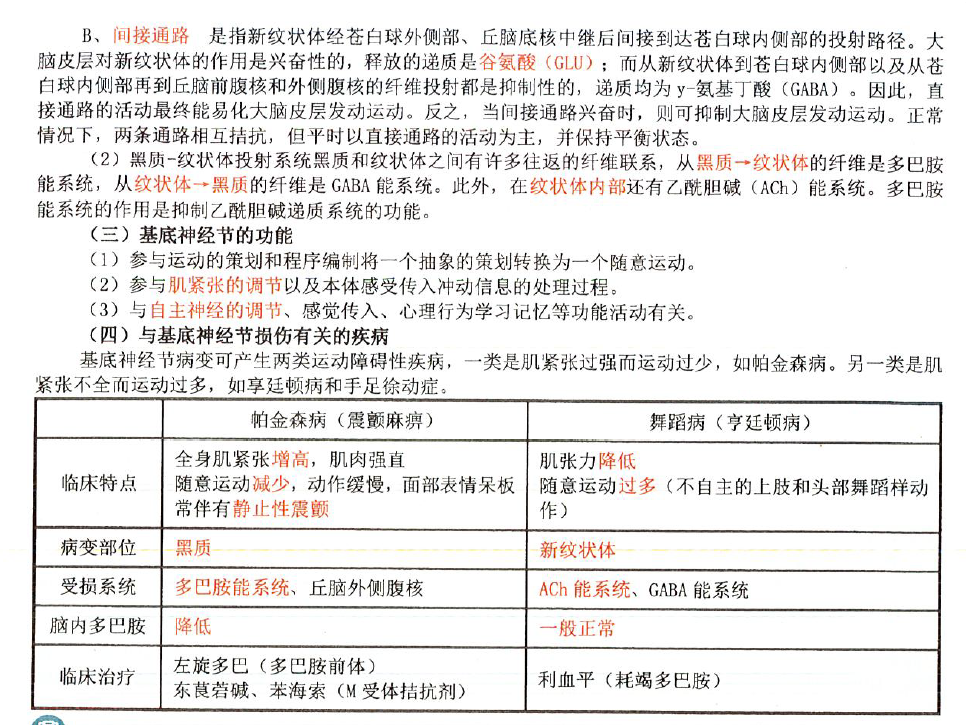 B、间接通路 是指新纹状体经苍白球外侧部、丘脑底核中继后间接到达苍白球内侧部的投射路径。大
脑皮层对新纹状体的作用是兴奋性的，释放的递质是谷氨酸（GLU）；而从新纹状体到苍白球内侧部以及从苍
白球内侧部再到丘脑前腹核和外侧腹核的纤维投射都是抑制性的，递质均为 y-氨基丁酸（GABA）。因此，直
接通路的活动最终能易化大脑皮层发动运动。反之，当间接通路兴奋时，则可抑制大脑皮层发动运动。正常
情况下，两条通路相互拮抗，但平时以直接通路的活动为主，并保持平衡状态。
（2）黑质-纹状体投射系统黑质和纹状体之间有许多往返的纤维联系，从黑质→纹状体的纤维是多巴胺
能系统，从纹状体→黑质的纤维是 GABA 能系统。此外，在纹状体内部还有乙酰胆碱（ACh）能系统。多巴胺
能系统的作用是抑制乙酰胆碱递质系统的功能。
（三）基底神经节的功能
（1）参与运动的策划和程序编制将一个抽象的策划转换为一个随意运动。
（2）参与肌紧张的调节以及本体感受传入冲动信息的处理过程。
（3）与自主神经的调节、感觉传入、心理行为学习记忆等功能活动有关。
（四）与基底神经节损伤有关的疾病
基底神经节病变可产生两类运动障碍性疾病，一类是肌紧张过强而运动过少，如帕金森病。另一类是肌
紧张不全而运动过多，如享廷顿病和手足徐动症。
帕金森病（震颤麻痹） 舞蹈病（亨廷顿病）
临床特点
全身肌紧张增高，肌肉强直
随意运动减少，动作缓慢，面部表情呆板
常伴有静止性震颤
肌张力降低
随意运动过多（不自主的上肢和头部舞蹈样动
作）
病变部位 黑质 新纹状体
受损系统 多巴胺能系统、丘脑外侧腹核 ACh 能系统、GABA 能系统
脑内多巴胺 降低 一般正常
临床治疗
左旋多巴（多巴胺前体）
东莨菪碱、苯海索（M 受体拮抗剂）
利血平（耗竭多巴胺）